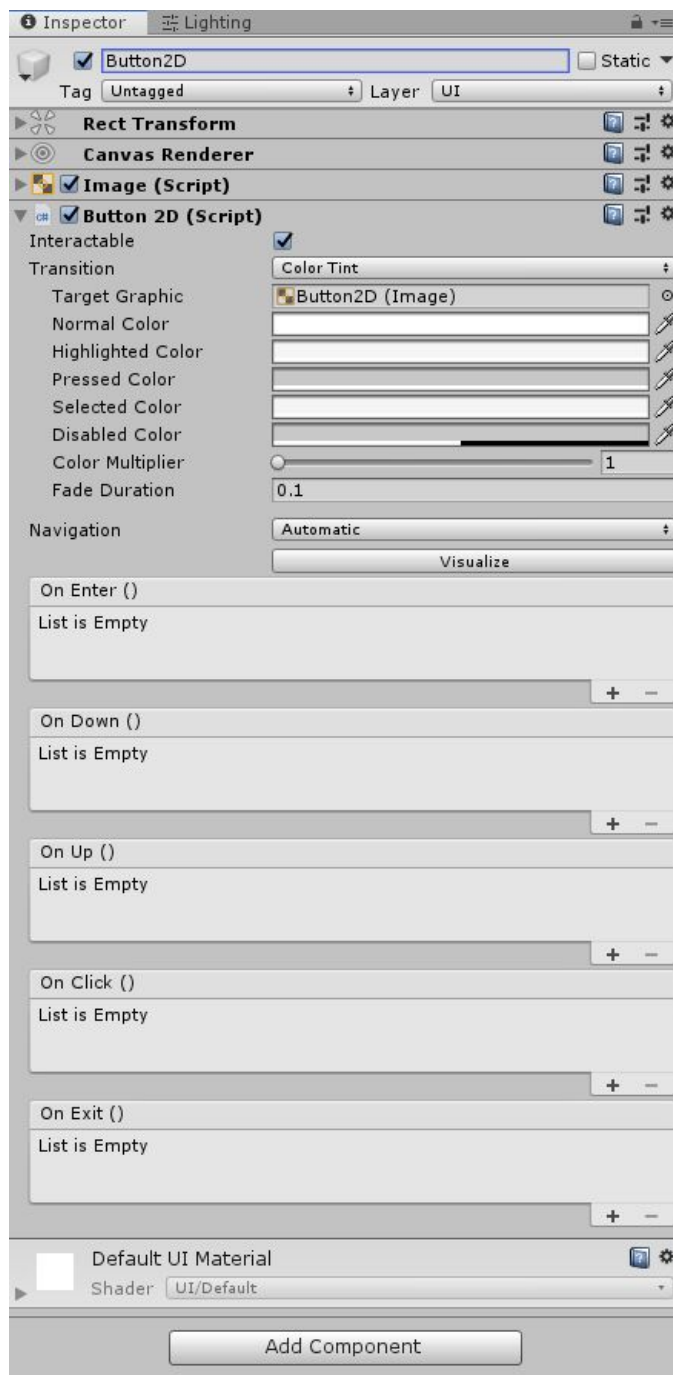 Inspector Lighting
Button2D Static
Tag Untagged Layer UI
Rect Transform
Canvas Renderer
Image (Script)
c# Button 2D (Script)
Interactable
Transition Color Tint
Target Graphic Button2D (Image)
Normal Color
Highlighted Color
Pressed Color
Selected Color
Disabled Color
Color Multiplier 1
Fade Duration 0.1
Navigation Automatic
Visualize
On Enter ()
List is Empty
+ −
On Down ()
List is Empty
+ −
On Up ()
List is Empty
+ −
On Click ()
List is Empty
+ −
On Exit ()
List is Empty
+ −
Default UI Material
Shader UI/Default
Add Component